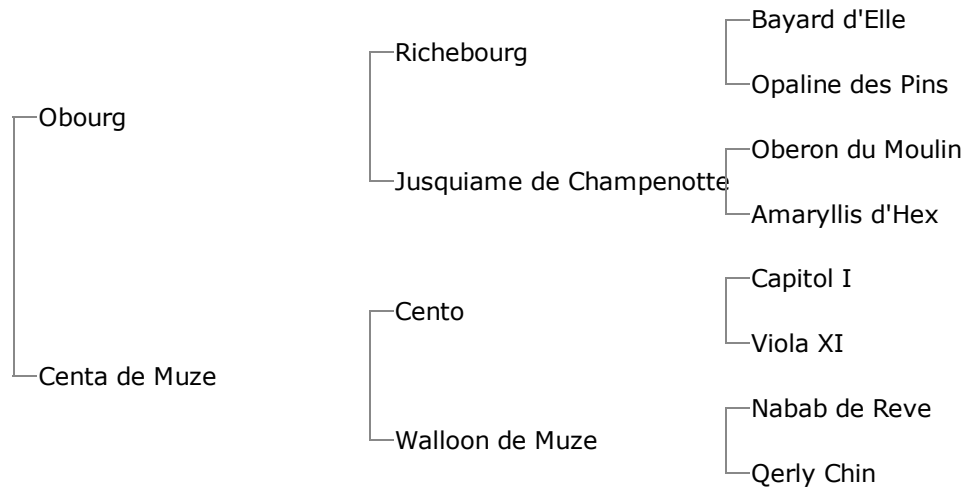 Bayard d'Elle
Richebourg
Opaline des Pins
Obourg
Oberon du Moulin
Jusquiame de Champenotte
Amaryllis d'Hex
Capitol I
Cento
Viola XI
Centa de Muze
Nabab de Reve
Walloon de Muze
Qerly Chin